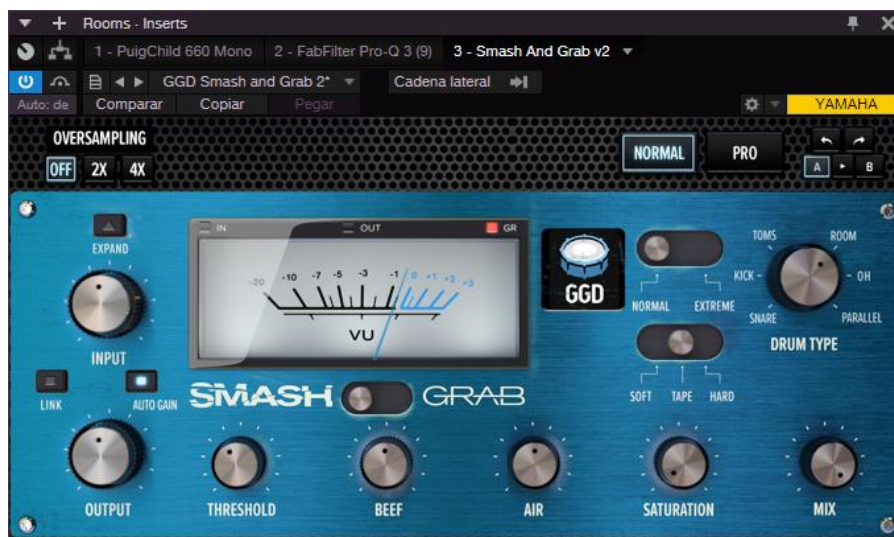 Rooms - Inserts
1 - PuigChild 660 Mono 2 - FabFilter Pro-Q 3 (9) 3 - Smash And Grab v2
GGD Smash and Grab 2* Cadena lateral
Auto: de Comparar Copiar Pegar YAMAHA
OVERSAMPLING
OFF 2X 4X
NORMAL PRO
A B
IN OUT GR
EXPAND
-20 -10 -7 -5 -3 -1 0 +1 +2 +3
VU
GGD
NORMAL EXTREME
TOMS ROOM
KICK OH
SNARE PARALLEL
DRUM TYPE
INPUT
LINK AUTO GAIN
SMASH GRAB
SOFT TAPE HARD
OUTPUT THRESHOLD BEEF AIR SATURATION MIX